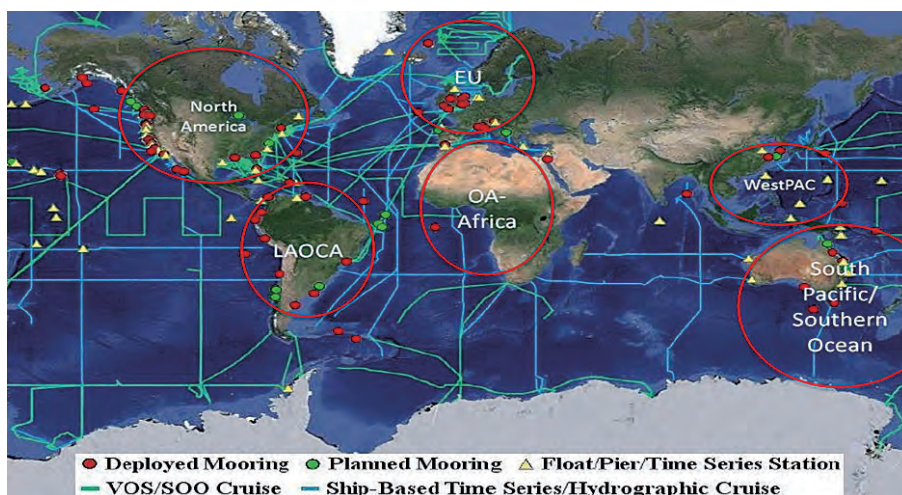 EU
North
America
OA-
Africa
WestPAC
LAOCA
South
Pacific/
Southern
Ocean
Deployed Mooring Planned Mooring Float/Pier/Time Series Station
VOS/SOO Cruise Ship-Based Time Series/Hydrographic Cruise